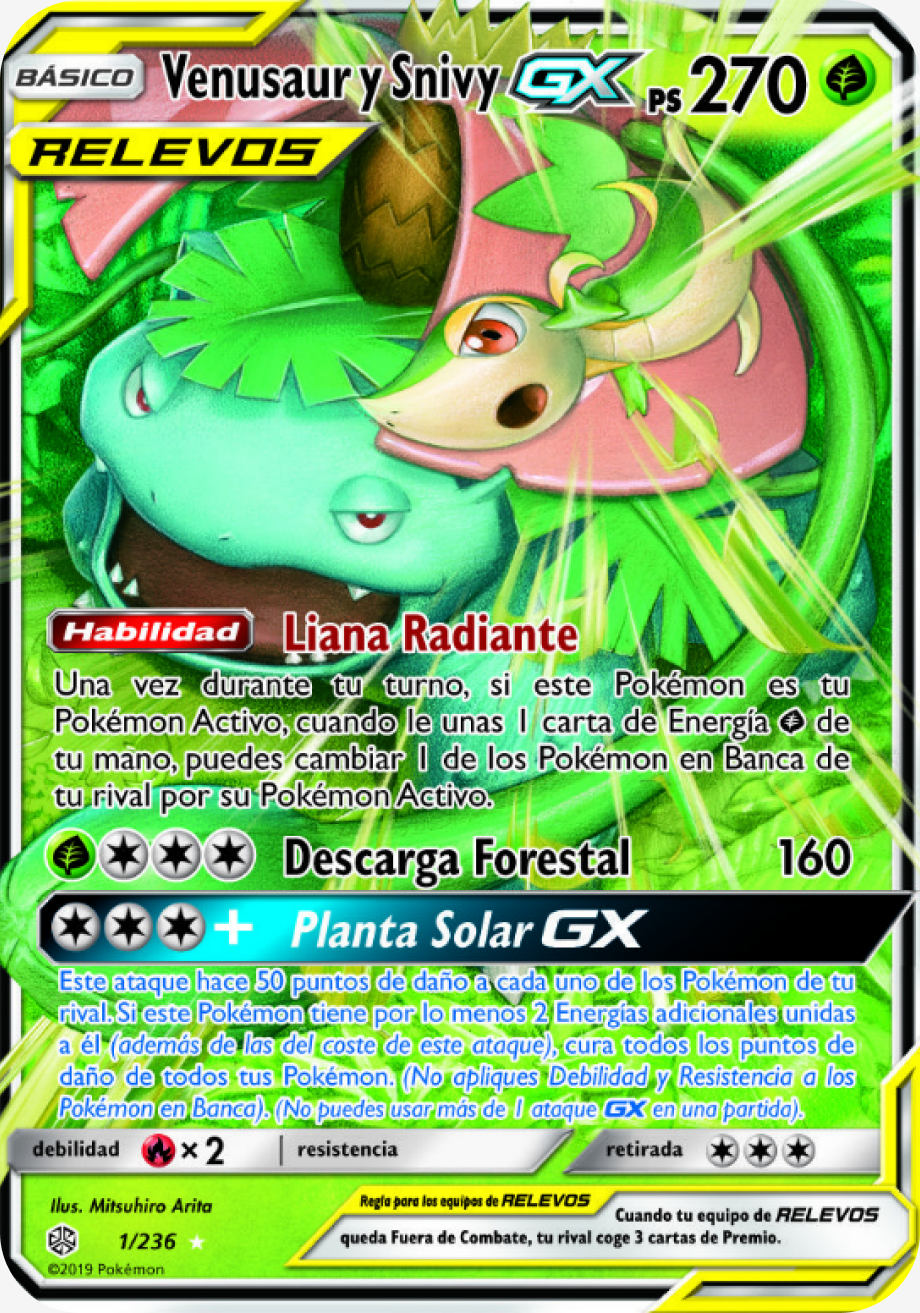 BÁSICO Venusaur y Snivy GX PS 270
RELEVOS
Habilidad Liana Radiante
Una vez durante tu turno, si este Pokémon es tu
Pokémon Activo, cuando le unas 1 carta de Energía de
tu mano, puedes cambiar 1 de los Pokémon en Banca de
tu rival por su Pokémon Activo.
Descarga Forestal 160
+ Planta Solar GX
Este ataque hace 50 puntos de daño a cada uno de los Pokémon de tu
rival. Si este Pokémon tiene por lo menos 2 Energías adicionales unidas
a él (además de las del coste de este ataque), cura todos los puntos de
daño de todos tus Pokémon. (No apliques Debilidad y Resistencia a los
Pokémon en Banca). (No puedes usar más de 1 ataque GX en una partida).
debilidad × 2 resistencia retirada
Ilus. Mitsuhiro Arita
1/236
©2019 Pokémon
Regla para los equipos de RELEVOS
Cuando tu equipo de RELEVOS
queda Fuera de Combate, tu rival coge 3 cartas de Premio.